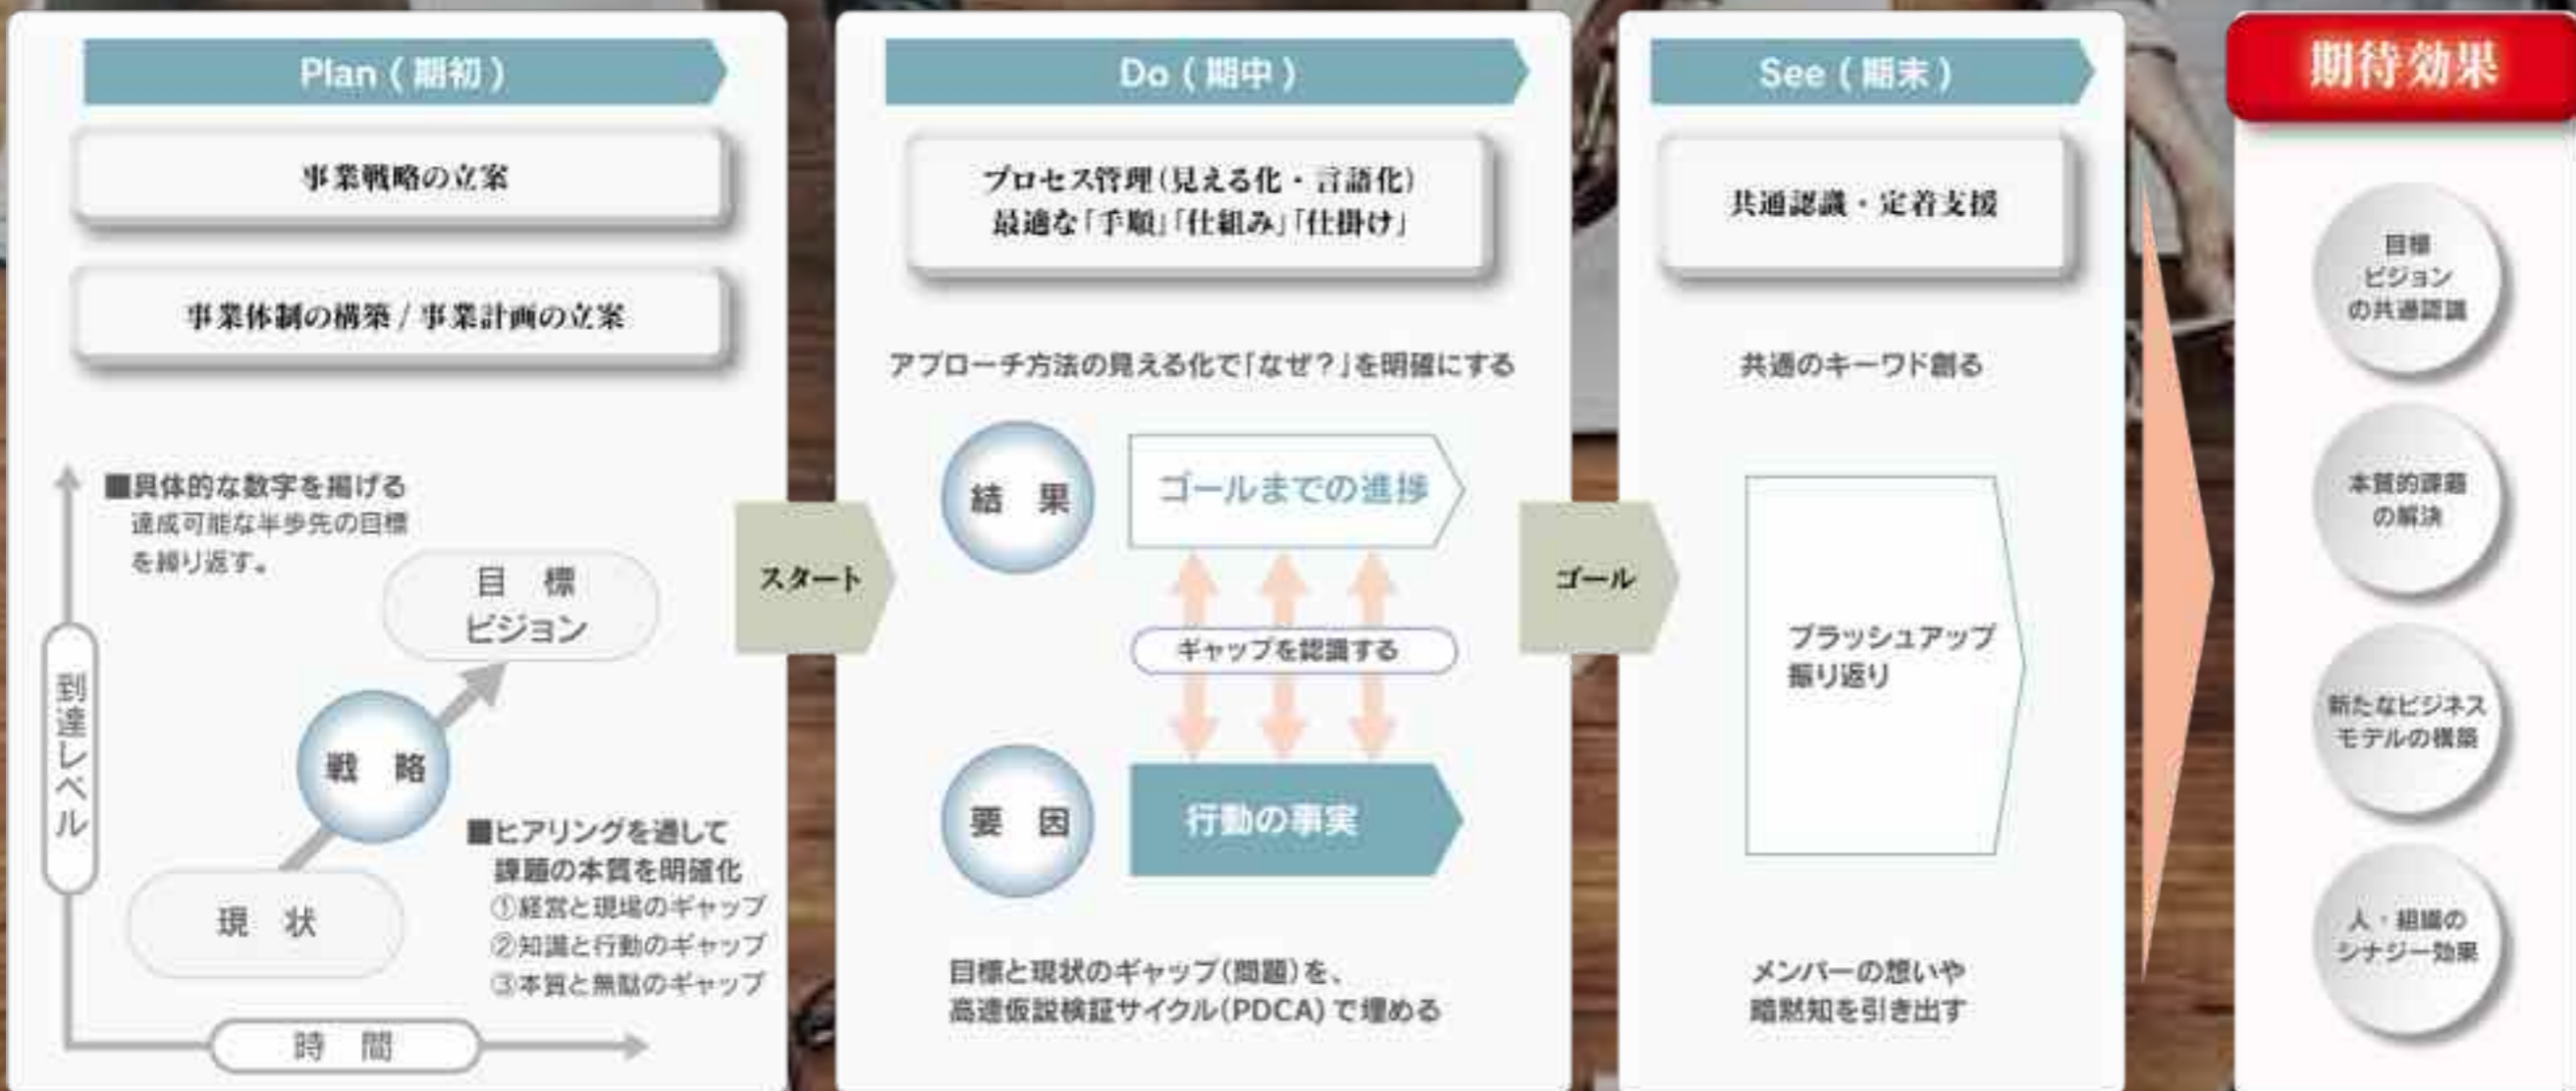 Plan ( 期初 )
事業戦略の立案
事業体制の構築 / 事業計画の立案
■具体的な数字を掲げる
達成可能な半歩先の目標
を繰り返す。
目 標
ビジョン
戦 略
現 状
到達レベル
時 間
■ヒアリングを通して
課題の本質を明確化
①経営と現場のギャップ
②知識と行動のギャップ
③本質と無駄のギャップ
スタート
Do ( 期中 )
プロセス管理(見える化・言語化)
最適な「手順」「仕組み」「仕掛け」
アプローチ方法の見える化で「なぜ？」を明確にする
結 果
ゴールまでの進捗
ギャップを認識する
要 因
行動の事実
目標と現状のギャップ(問題)を、
高速仮説検証サイクル(PDCA) で埋める
ゴール
See ( 期末 )
共通認識・定着支援
共通のキーワド創る
ブラッシュアップ
振り返り
メンバーの想いや
暗黙知を引き出す
期待効果
目標
ビジョン
の共通認識
本質的課題
の解決
新たなビジネス
モデルの構築
人・組織の
シナジー効果